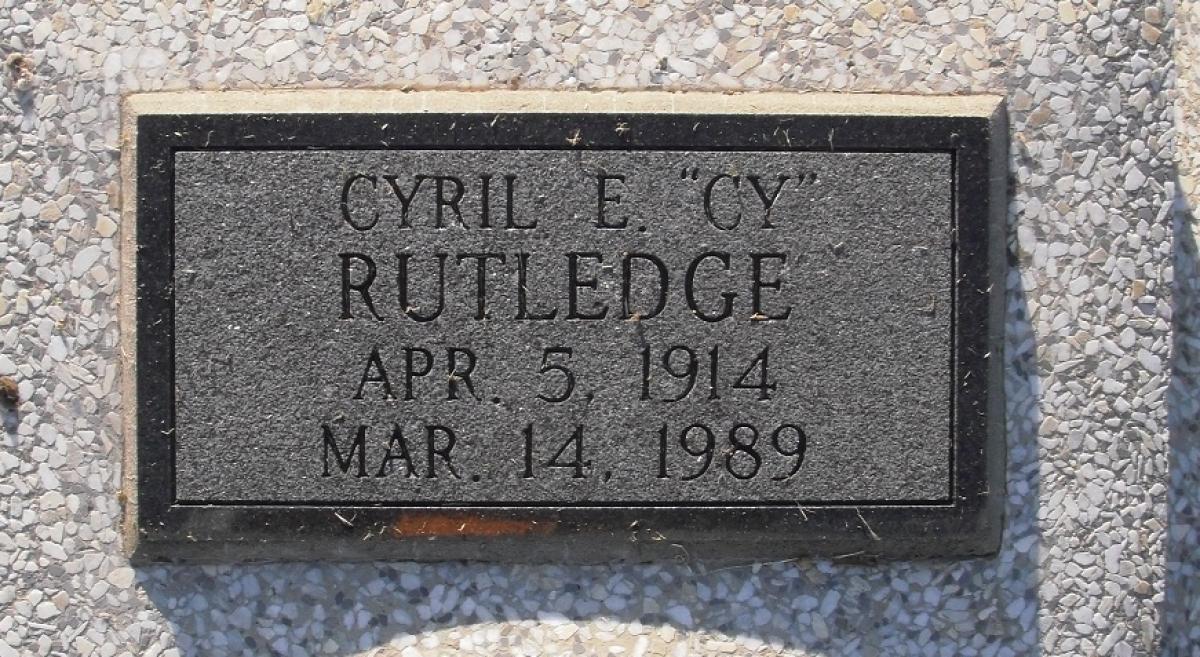 CYRIL E. "CY"
RUTLEDGE
APR. 5, 1914
MAR. 14, 1989